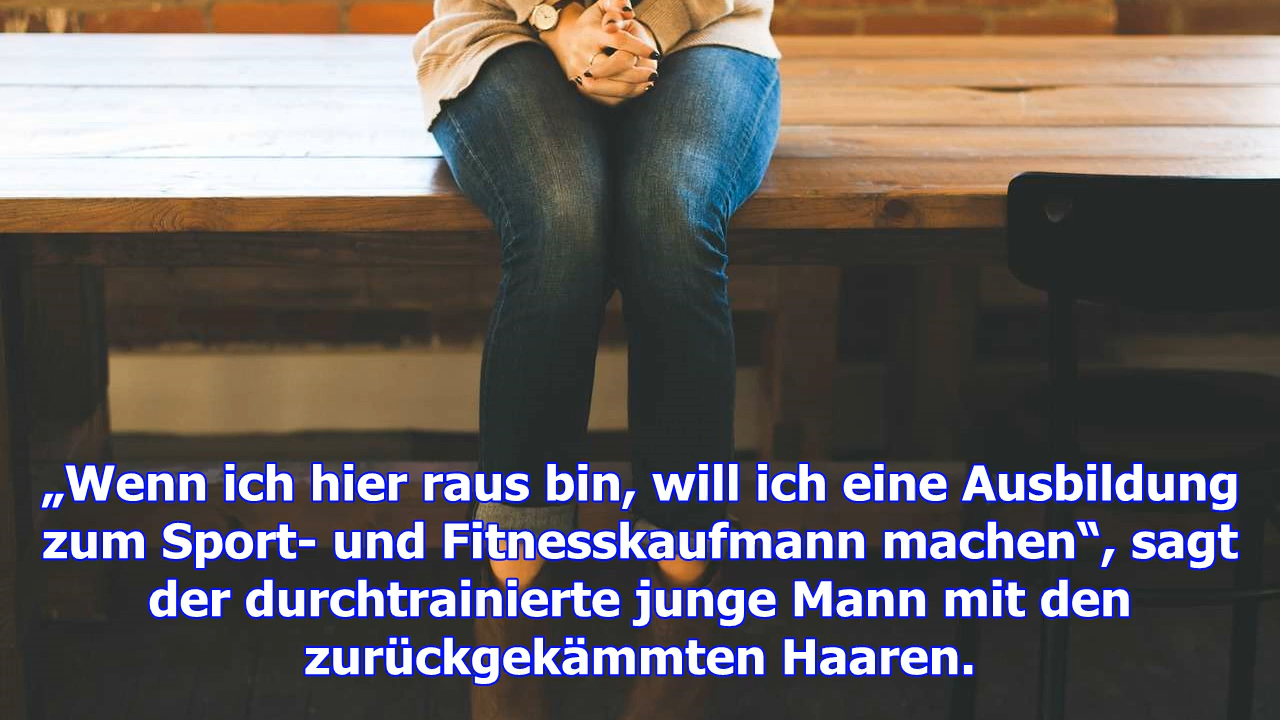 „Wenn ich hier raus bin, will ich eine Ausbildung
zum Sport- und Fitnesskaufmann machen“, sagt
der durchtrainierte junge Mann mit den
zurückgekämmten Haaren.